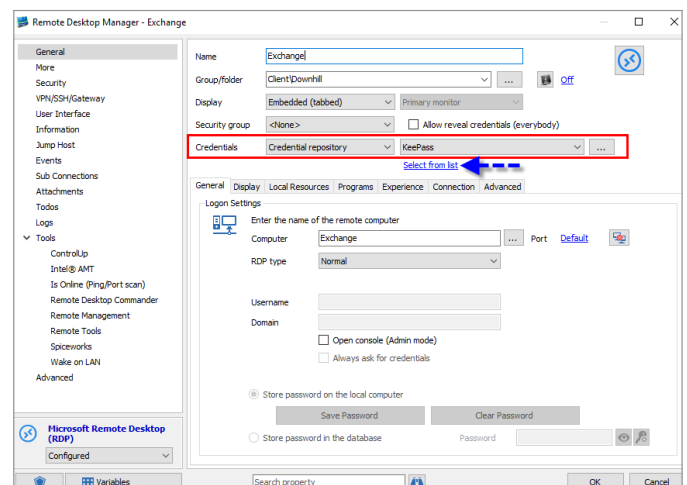 Remote Desktop Manager - Exchange
General
More
Security
VPN/SSH/Gateway
User Interface
Information
Jump Host
Events
Sub Connections
Attachments
Todos
Logs
Tools
ControlUp
Intel® AMT
Is Online (Ping/Port scan)
Remote Desktop Commander
Remote Management
Remote Tools
Spiceworks
Wake on LAN
Advanced
Microsoft Remote Desktop
(RDP)
Configured
Name Exchange
Group/folder Client\Downhill ... Off
Display Embedded (tabbed) Primary monitor
Security group <None> Allow reveal credentials (everybody)
Credentials Credential repository KeePass ...
Select from list
General Display Local Resources Programs Experience Connection Advanced
Logon Settings
Enter the name of the remote computer
Computer Exchange ... Port Default
RDP type Normal
Username
Domain
Open console (Admin mode)
Always ask for credentials
Store password on the local computer
Save Password Clear Password
Store password in the database Password
Variables Search property OK Cancel